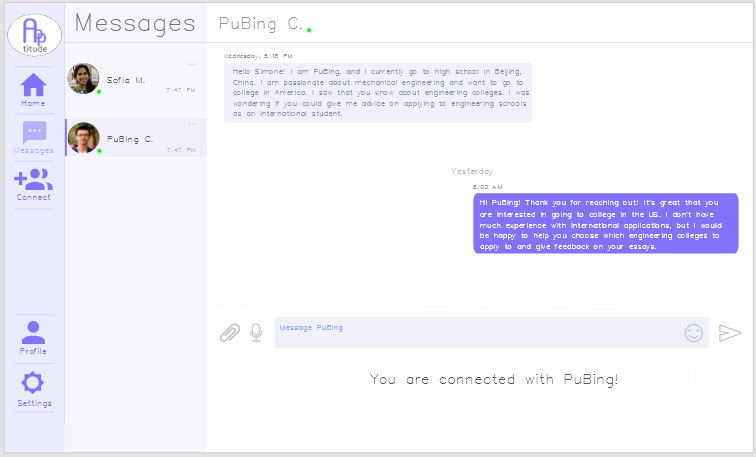 App
titude
Home
Messages
Connect
Profile
Settings
Messages
Sofia M.
7:47 PM
PuBing C.
7:47 PM
PuBing C.
Wednesday, 5:15 PM
Hello Simone! I am PuBing, and I currently go to high school in Beijing,
China. I am passionate about mechanical engineering and want to go to
college in America. I saw that you know about engineering colleges. I was
wondering if you could give me advice on applying to engineering schools
as an international student.
Yesterday
8:00 AM
Hi PuBing! Thank you for reaching out! It's great that you
are interested in going to college in the US. I don't have
much experience with international applications, but I would
be happy to help you choose which engineering colleges to
apply to and give feedback on your essays.
Message PuBing
You are connected with PuBing!